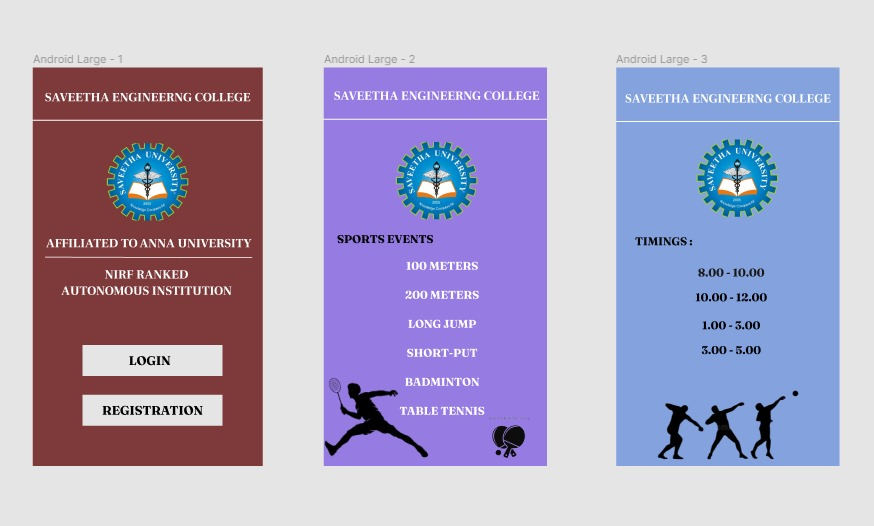 Android Large - 1
SAVEETHA ENGINEERNG COLLEGE
SAVEETHA UNIVERSITY
2005
AFFILIATED TO ANNA UNIVERSITY
NIRF RANKED
AUTONOMOUS INSTITUTION
LOGIN
REGISTRATION
Android Large - 2
SAVEETHA ENGINEERNG COLLEGE
SAVEETHA UNIVERSITY
2005
SPORTS EVENTS
100 METERS
200 METERS
LONG JUMP
SHORT-PUT
BADMINTON
TABLE TENNIS
Android Large - 3
SAVEETHA ENGINEERNG COLLEGE
SAVEETHA UNIVERSITY
2005
TIMINGS :
8.00 - 10.00
10.00 - 12.00
1.00 - 3.00
3.00 - 5.00